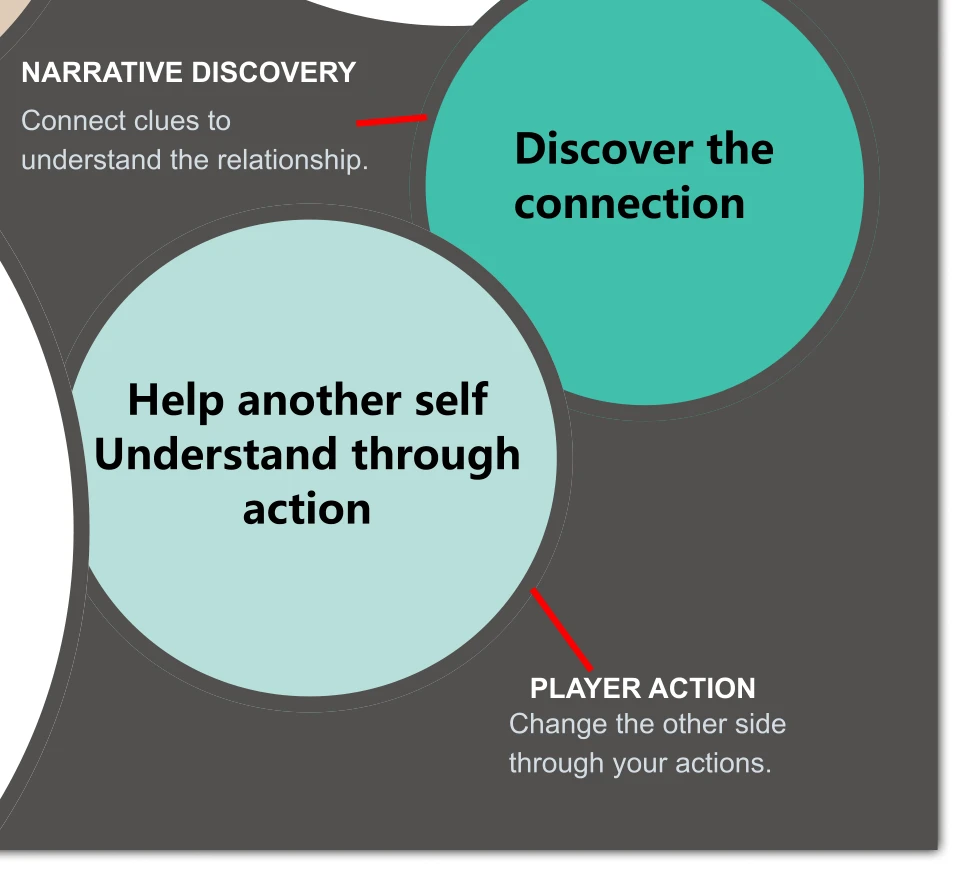 NARRATIVE DISCOVERY
Connect clues to
understand the relationship.
Discover the
connection
Help another self
Understand through
action
PLAYER ACTION
Change the other side
through your actions.